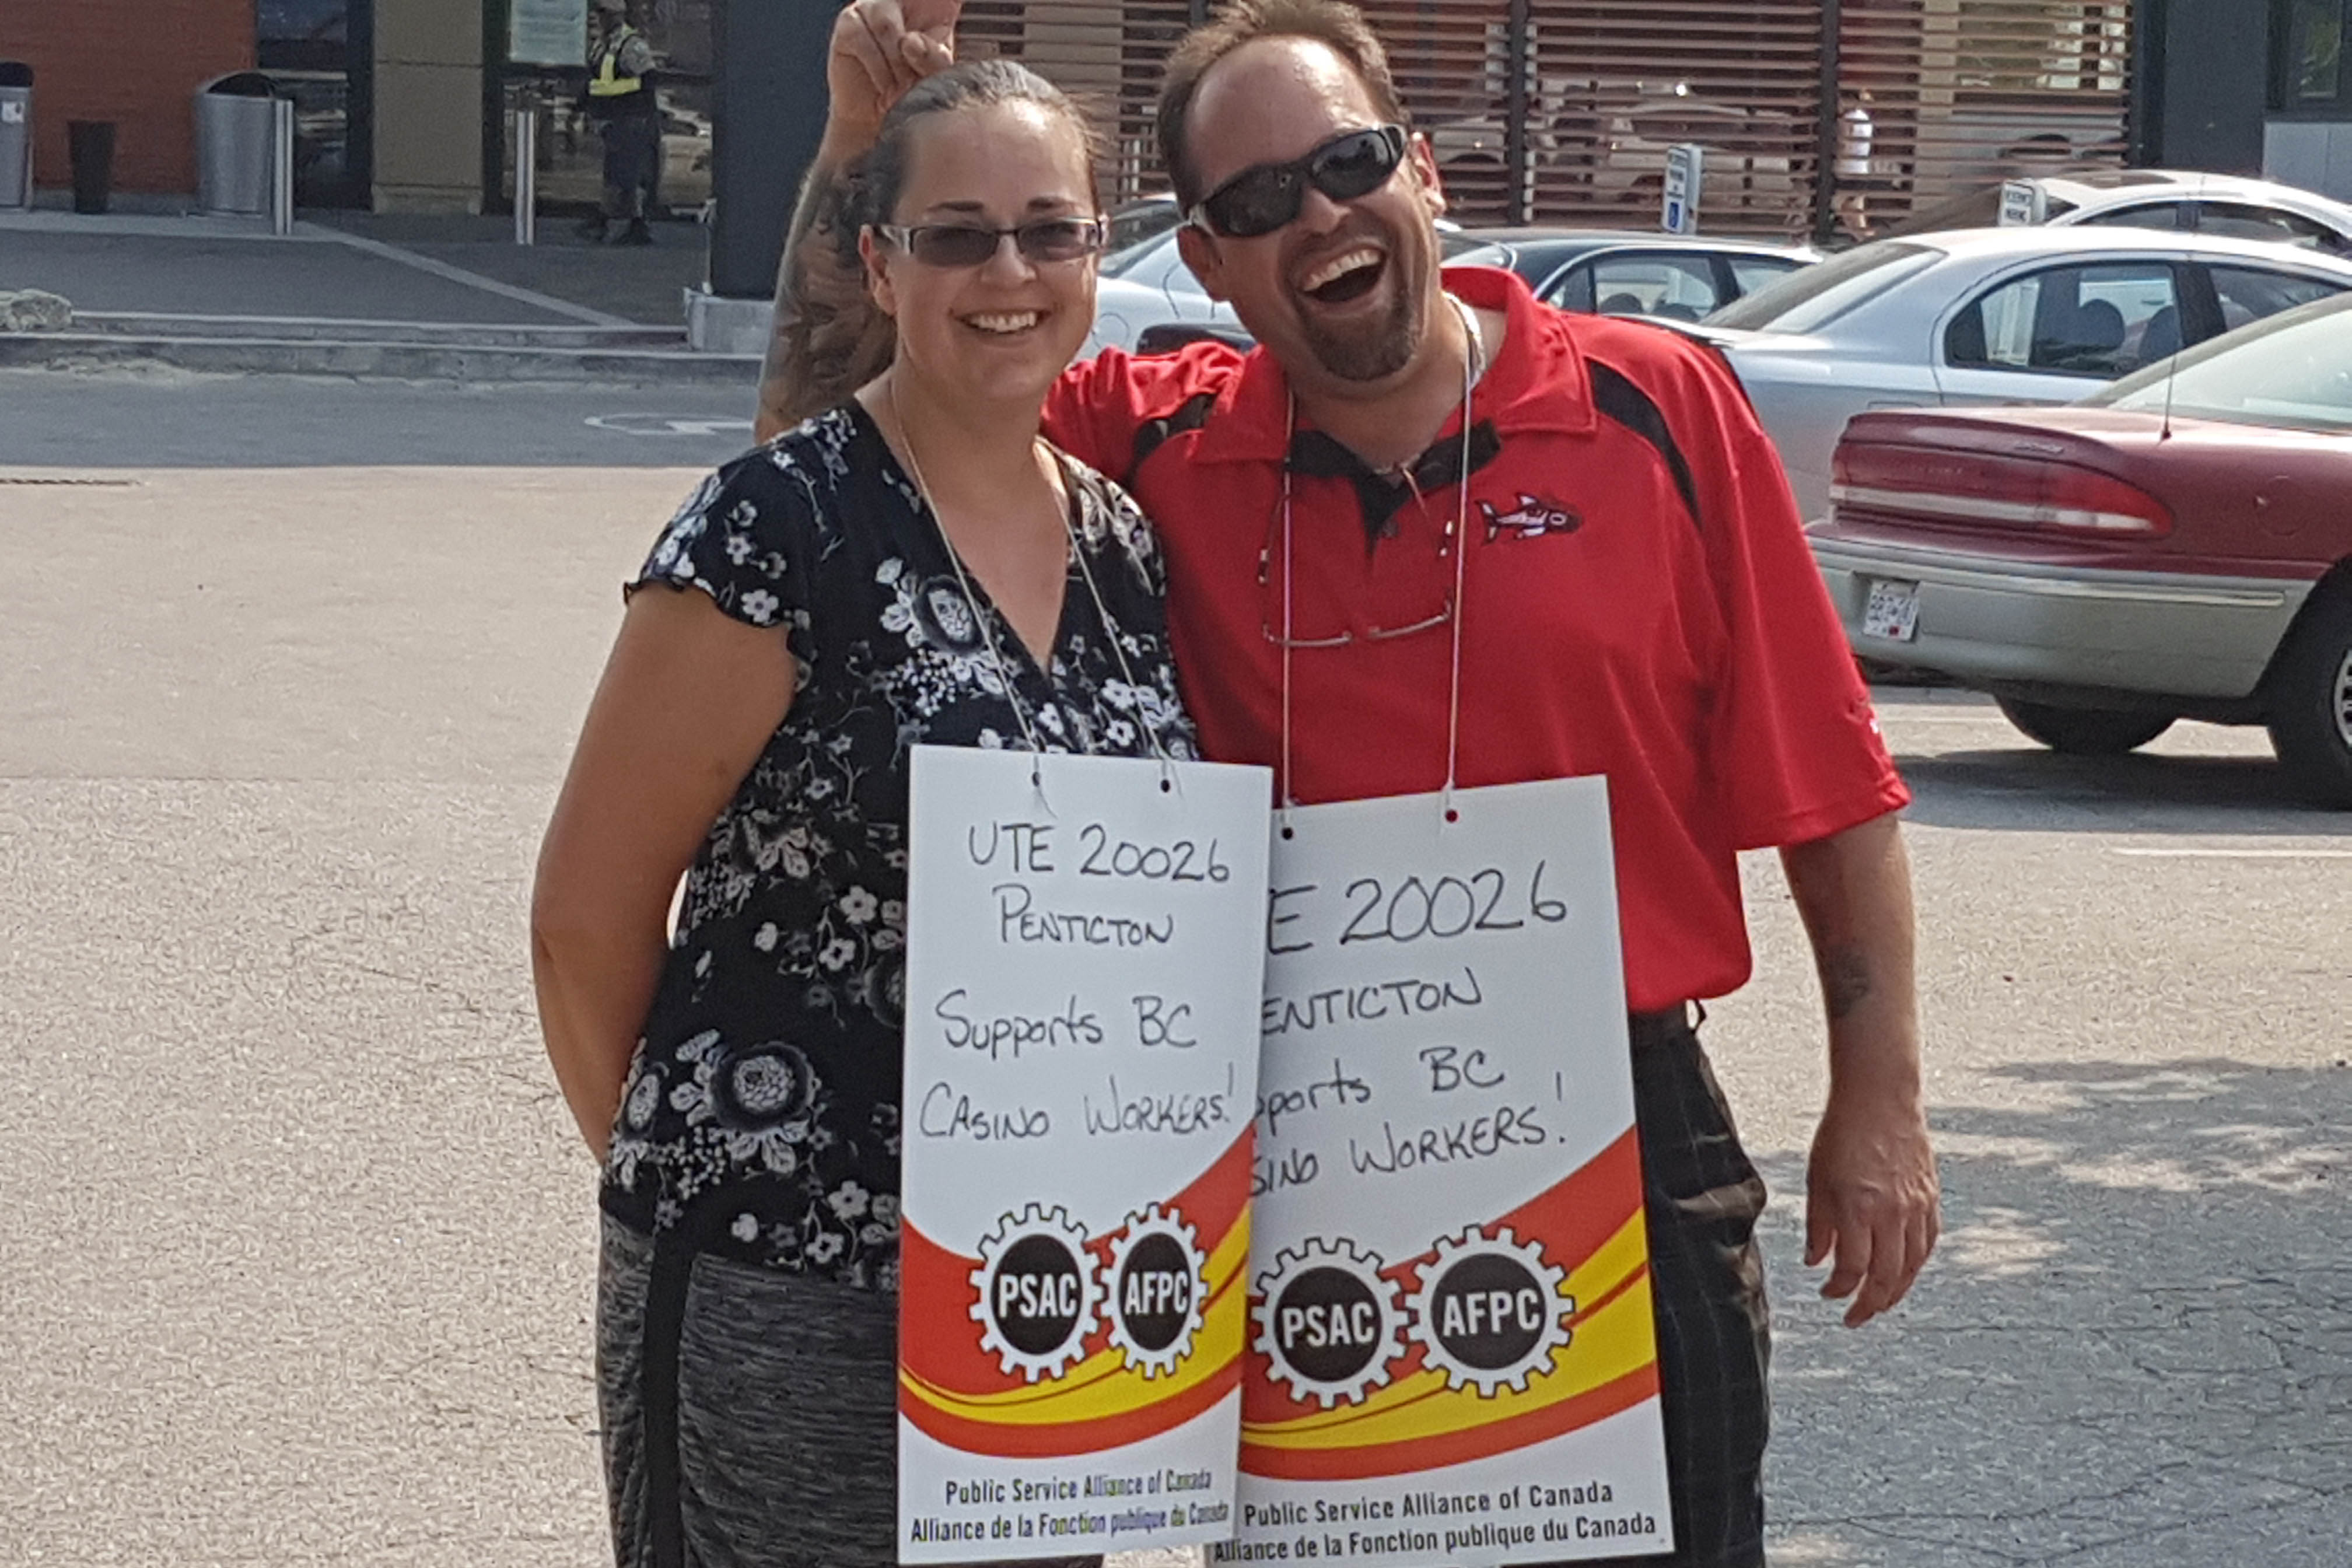 UTE 20026
PENTICTON
Supports BC
CASINO WORKERS!
PSAC AFPC
Public Service Alliance of Canada
Alliance de la Fonction publique du Canada
E 20026
ENTICTON
pports BC
SINO WORKERS!
PSAC AFPC
Public Service Alliance of Canada
Alliance de la Fonction publique du Canada